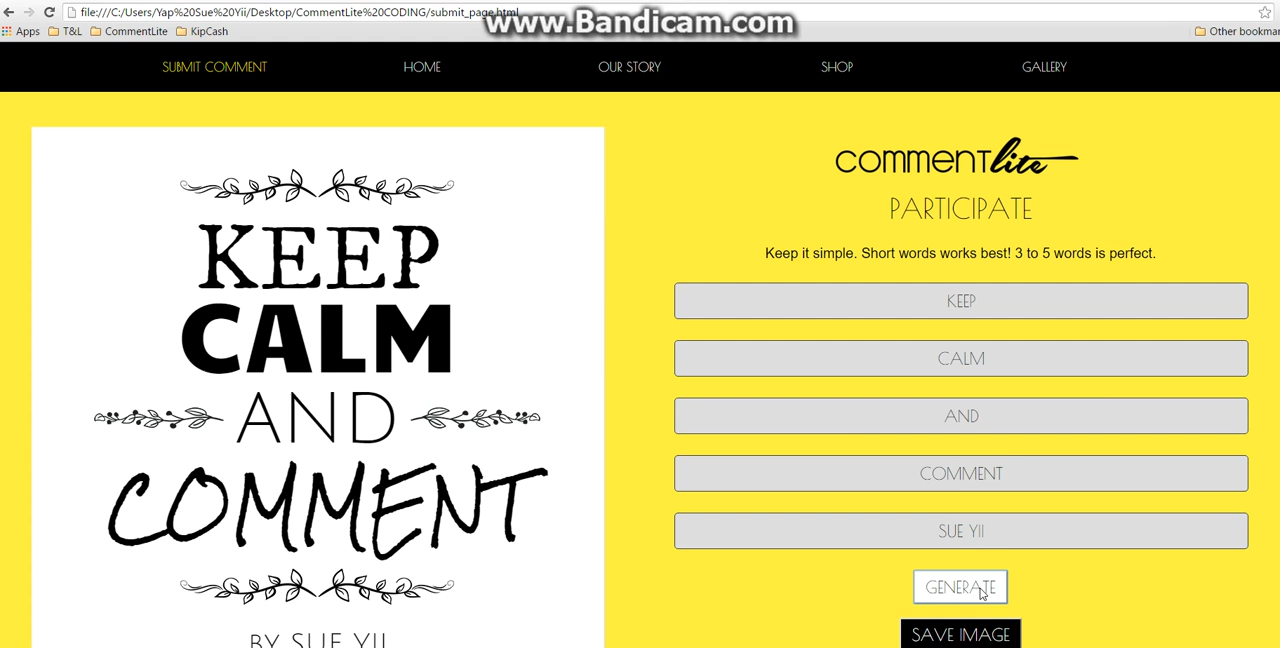 file:///C:/Users/Yap%20Sue%20Yii/Desktop/CommentLite%20CODING/submit_page.html
www.Bandicam.com
Apps T&L CommentLite KipCash Other bookmar
SUBMIT COMMENT HOME OUR STORY SHOP GALLERY
KEEP
CALM
AND
COMMENT
BY SUE YII
commentlite
PARTICIPATE
Keep it simple. Short words works best! 3 to 5 words is perfect.
KEEP
CALM
AND
COMMENT
SUE YII
GENERATE
SAVE IMAGE